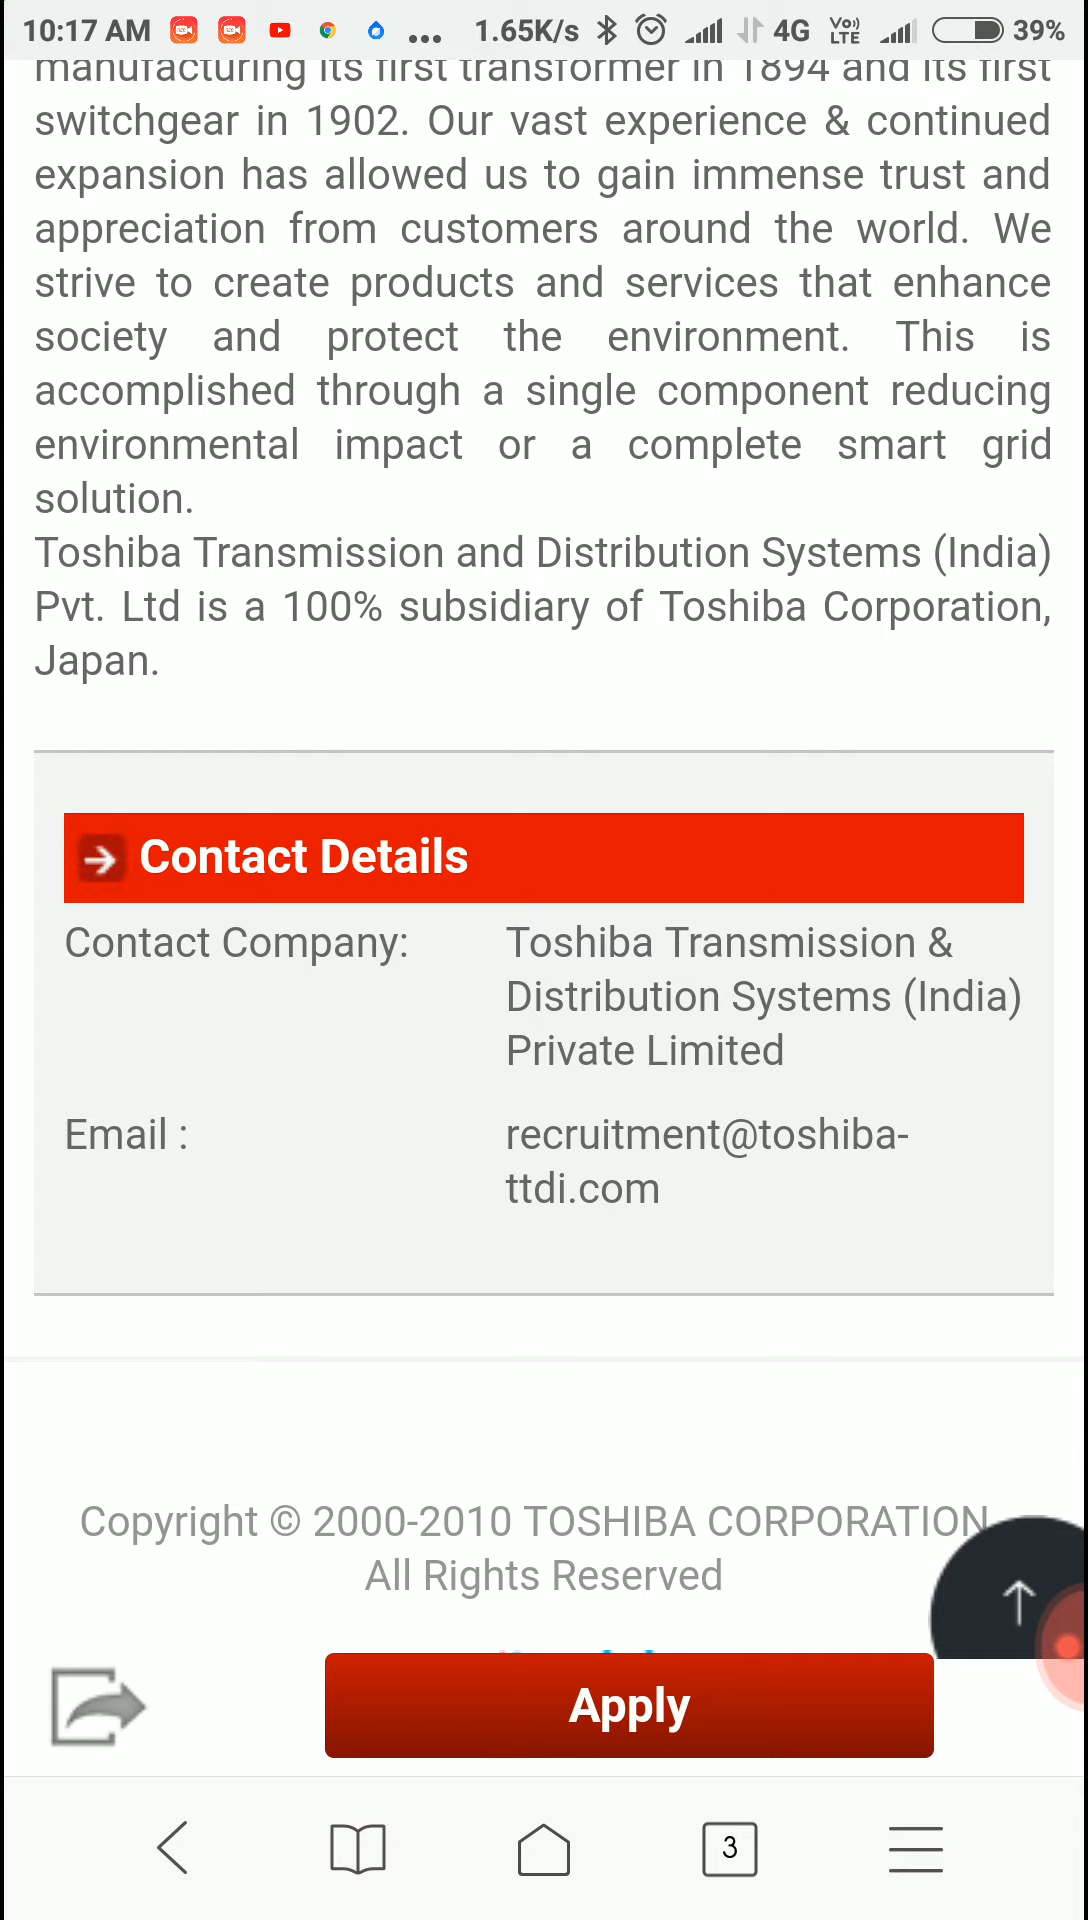 10:17 AM ... 1.65K/s 4G VoLTE 39%
manufacturing its first transformer in 1894 and its first
switchgear in 1902. Our vast experience & continued
expansion has allowed us to gain immense trust and
appreciation from customers around the world. We
strive to create products and services that enhance
society and protect the environment. This is
accomplished through a single component reducing
environmental impact or a complete smart grid
solution.
Toshiba Transmission and Distribution Systems (India)
Pvt. Ltd is a 100% subsidiary of Toshiba Corporation,
Japan.
Contact Details
Contact Company: Toshiba Transmission &
Distribution Systems (India)
Private Limited
Email : recruitment@toshiba-
ttdi.com
Copyright © 2000-2010 TOSHIBA CORPORATION
All Rights Reserved
Apply
3